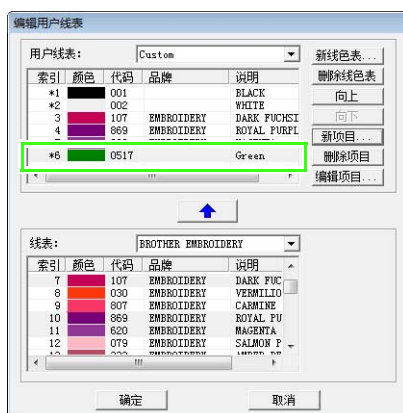 编辑用户线表
用户线表: Custom
新线色表...
索引 颜色 代码 品牌 说明
删除线色表
*1 001 BLACK
向上
*2 002 WHITE
向下
3 107 EMBROIDERY DARK FUCHSI
4 869 EMBROIDERY ROYAL PURPL
新项目...
*6 0517 Green
删除项目
编辑项目...
线表: BROTHER EMBROIDERY
索引 颜色 代码 品牌 说明
7 107 EMBROIDERY DARK FUC
8 030 EMBROIDERY VERMILIO
9 807 EMBROIDERY CARMINE
10 869 EMBROIDERY ROYAL PU
11 620 EMBROIDERY MAGENTA
12 079 EMBROIDERY SALMON P
确定 取消